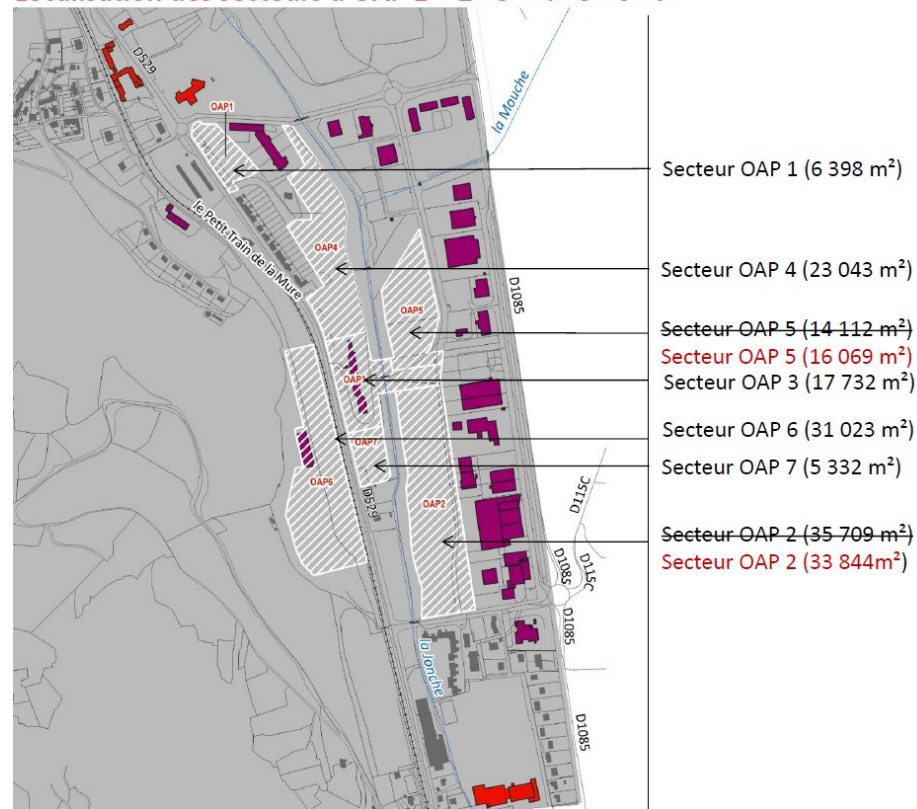 D529
OAP1
la Mouche
Secteur OAP 1 (6 398 m²)
le Petit Train de la Mure
OAP4
Secteur OAP 4 (23 043 m²)
D1085
OAP5
Secteur OAP 5 (14 112 m²)
Secteur OAP 5 (16 069 m²)
OAP3
Secteur OAP 3 (17 732 m²)
Secteur OAP 6 (31 023 m²)
OAP7
Secteur OAP 7 (5 332 m²)
OAP6
D529
OAP2
D115C
Secteur OAP 2 (35 709 m²)
Secteur OAP 2 (33 844m²)
D1085
D115C
D1085
la Jonche
D1085